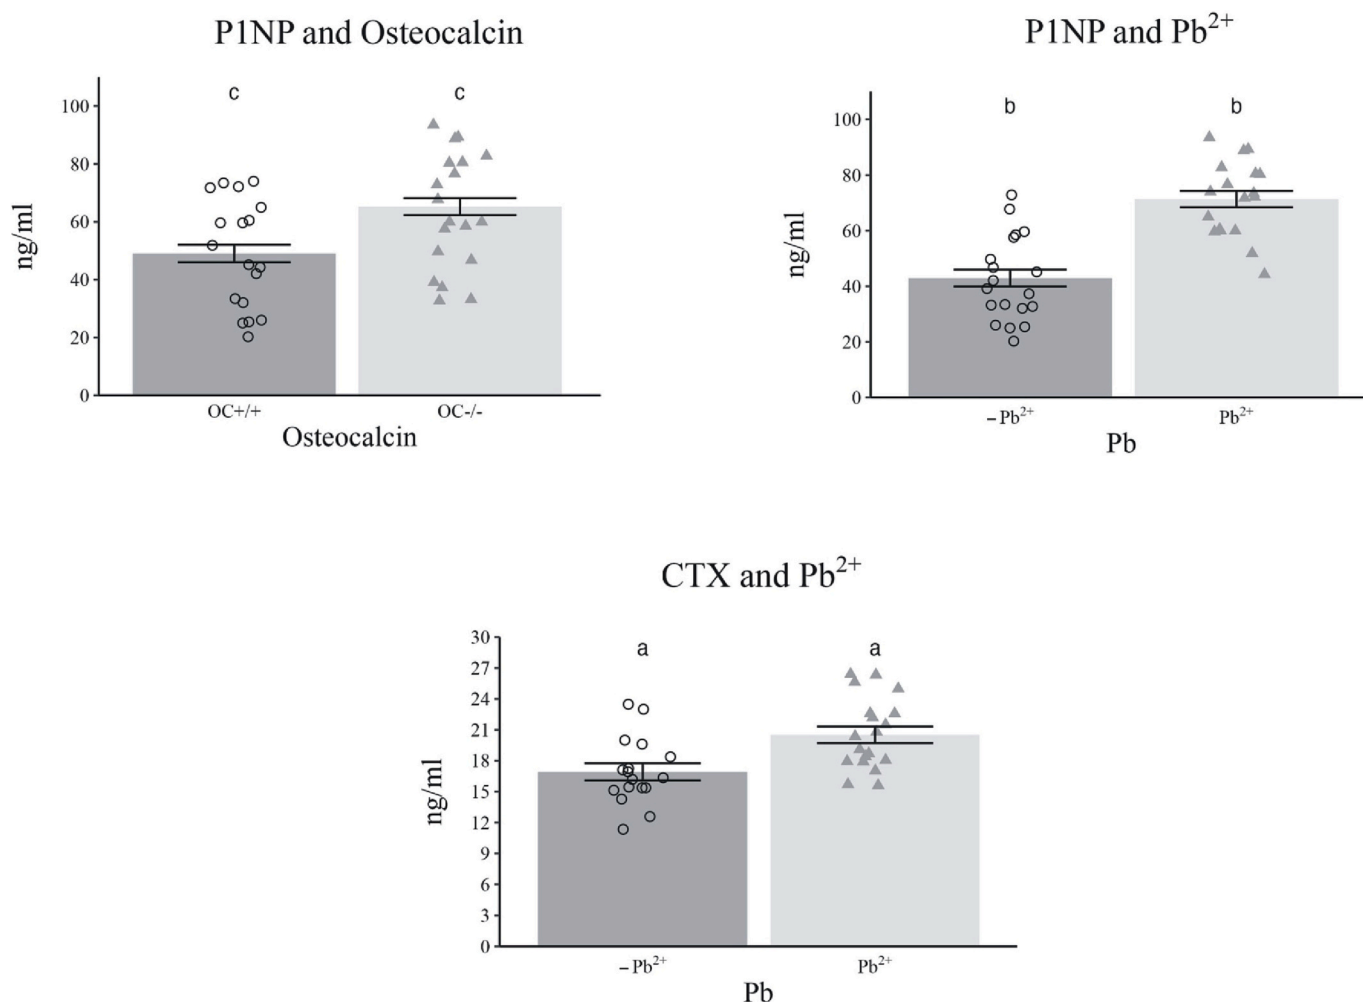 P1NP and Osteocalcin
c c
100
80
60
40
20
0
ng/ml
OC+/+ OC-/-
Osteocalcin
P1NP and Pb²⁺
b b
100
80
60
40
20
0
ng/ml
–Pb²⁺ Pb²⁺
Pb
CTX and Pb²⁺
a a
30
27
24
21
18
15
12
9
6
3
0
ng/ml
–Pb²⁺ Pb²⁺
Pb